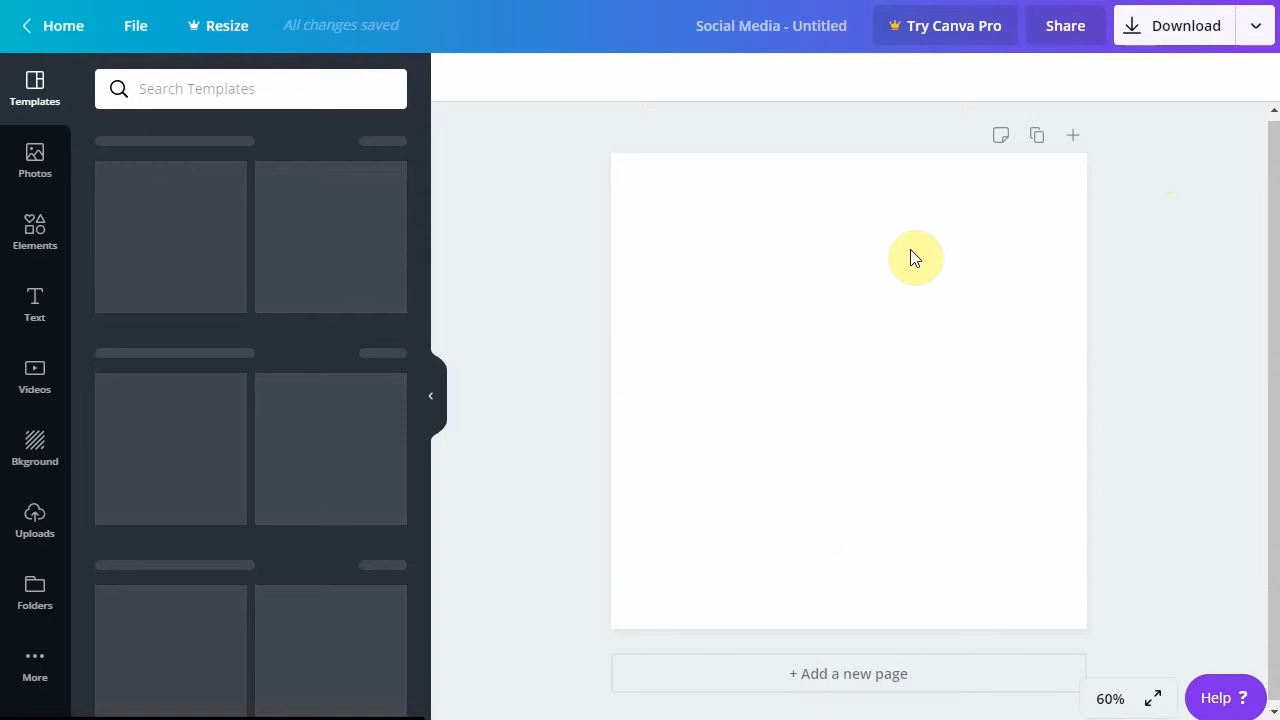 Home
File
Resize
All changes saved
Social Media - Untitled
Try Canva Pro
Share
Download
Templates
Search Templates
Photos
Elements
Text
Videos
Bkground
Uploads
Folders
More
+ Add a new page
60%
Help ?